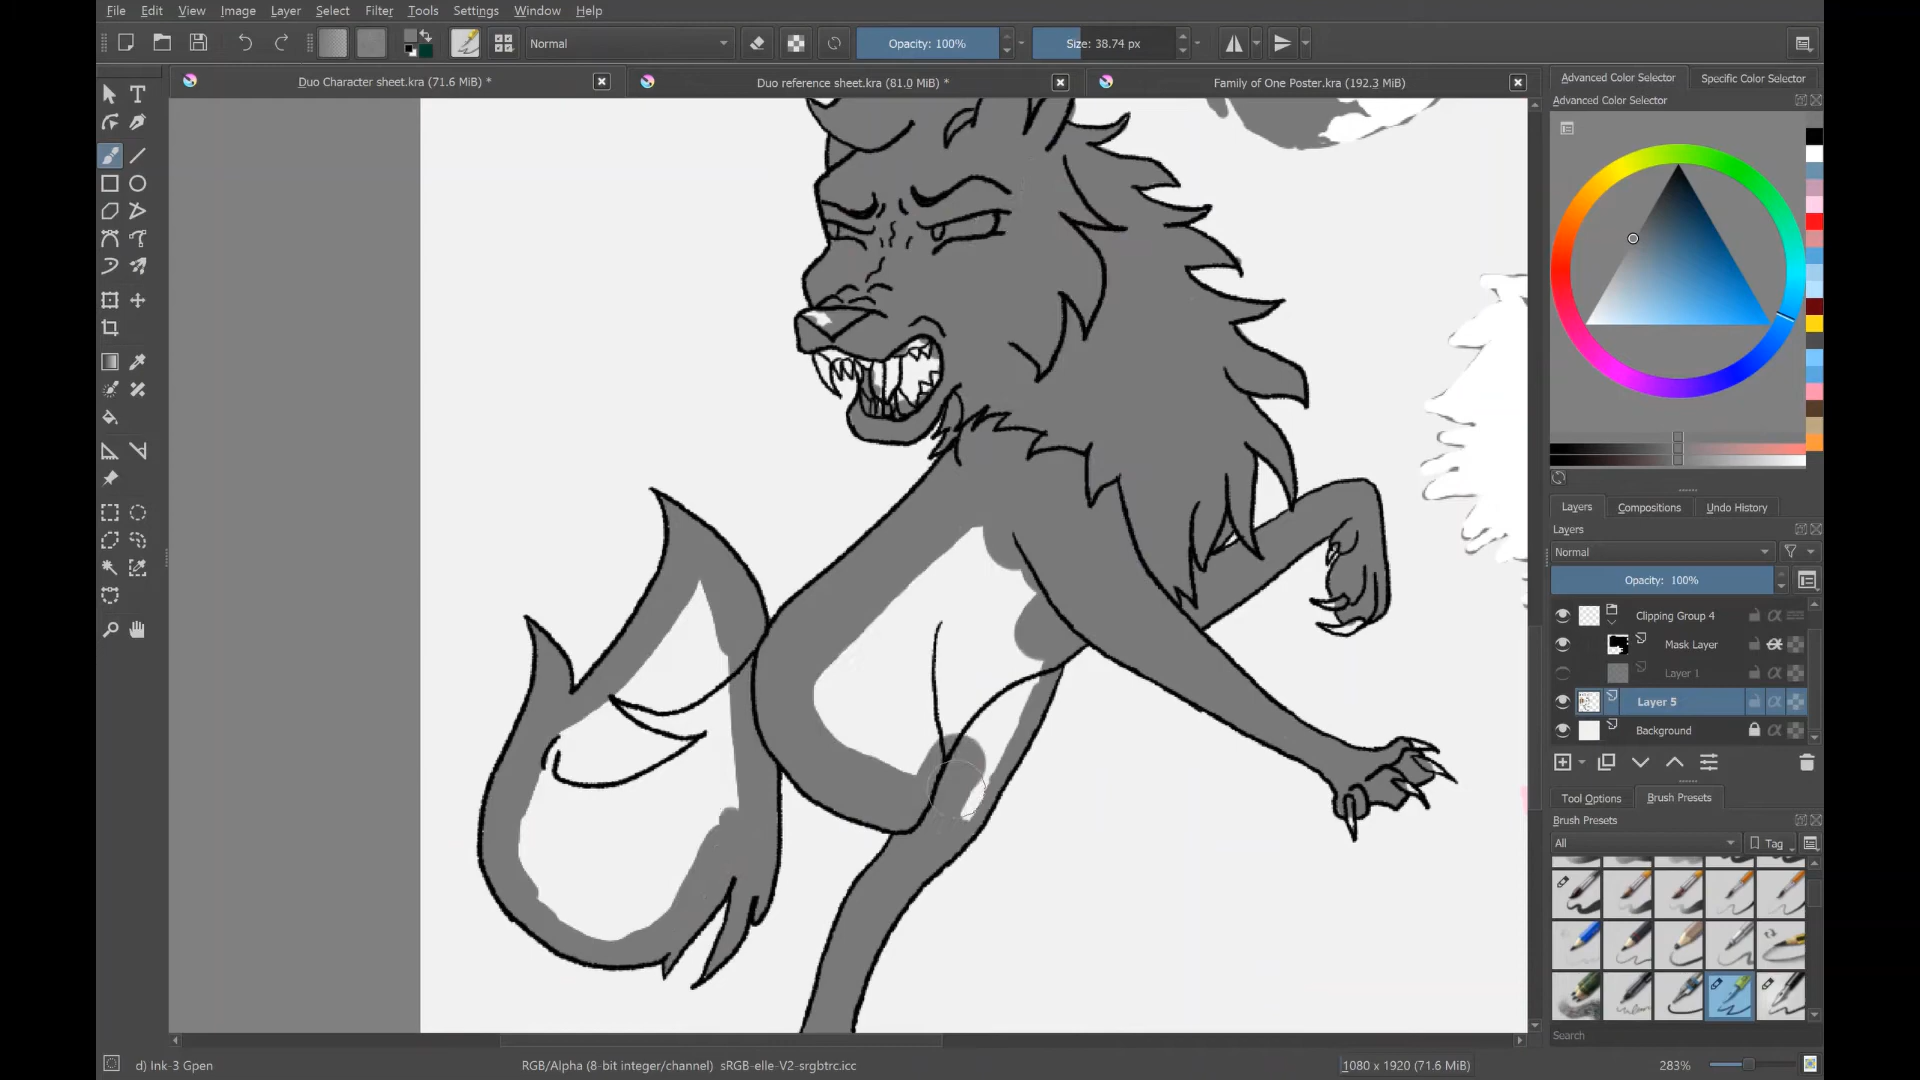 File Edit View Image Layer Select Filter Tools Settings Window Help
Normal Opacity: 100% Size: 38.74 px
Duo Character sheet.kra (71.6 MiB) *
Duo reference sheet.kra (81.0 MiB) *
Family of One Poster.kra (192.3 MiB)
Advanced Color Selector Specific Color Selector
Advanced Color Selector
Layers Compositions Undo History
Layers
Normal
Opacity: 100%
Clipping Group 4
Mask Layer
Layer 1
Layer 5
Background
Tool Options Brush Presets
Brush Presets
All Tag
Search
d) Ink-3 Gpen
RGB/Alpha (8-bit integer/channel) sRGB-elle-V2-srgbtrc.icc
1080 x 1920 (71.6 MiB)
283%